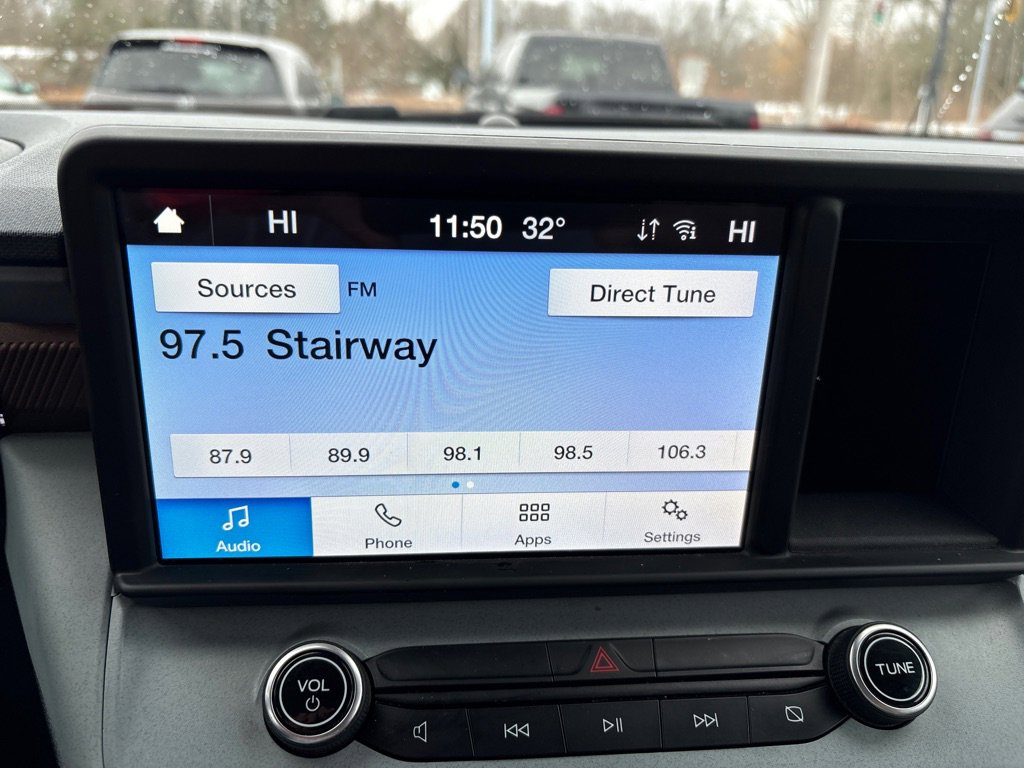 HI 11:50 32° HI
Sources FM Direct Tune
97.5 Stairway
87.9 89.9 98.1 98.5 106.3
Audio Phone Apps Settings
VOL
TUNE